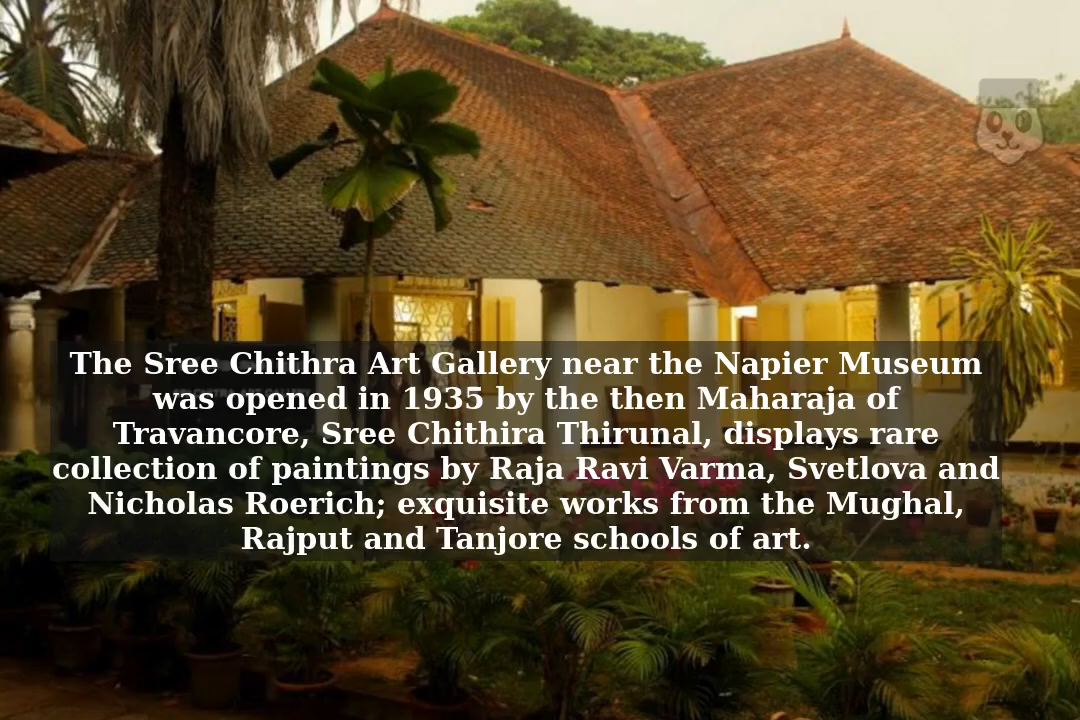 The Sree Chithra Art Gallery near the Napier Museum
was opened in 1935 by the then Maharaja of
Travancore, Sree Chithira Thirunal, displays rare
collection of paintings by Raja Ravi Varma, Svetlova and
Nicholas Roerich; exquisite works from the Mughal,
Rajput and Tanjore schools of art.